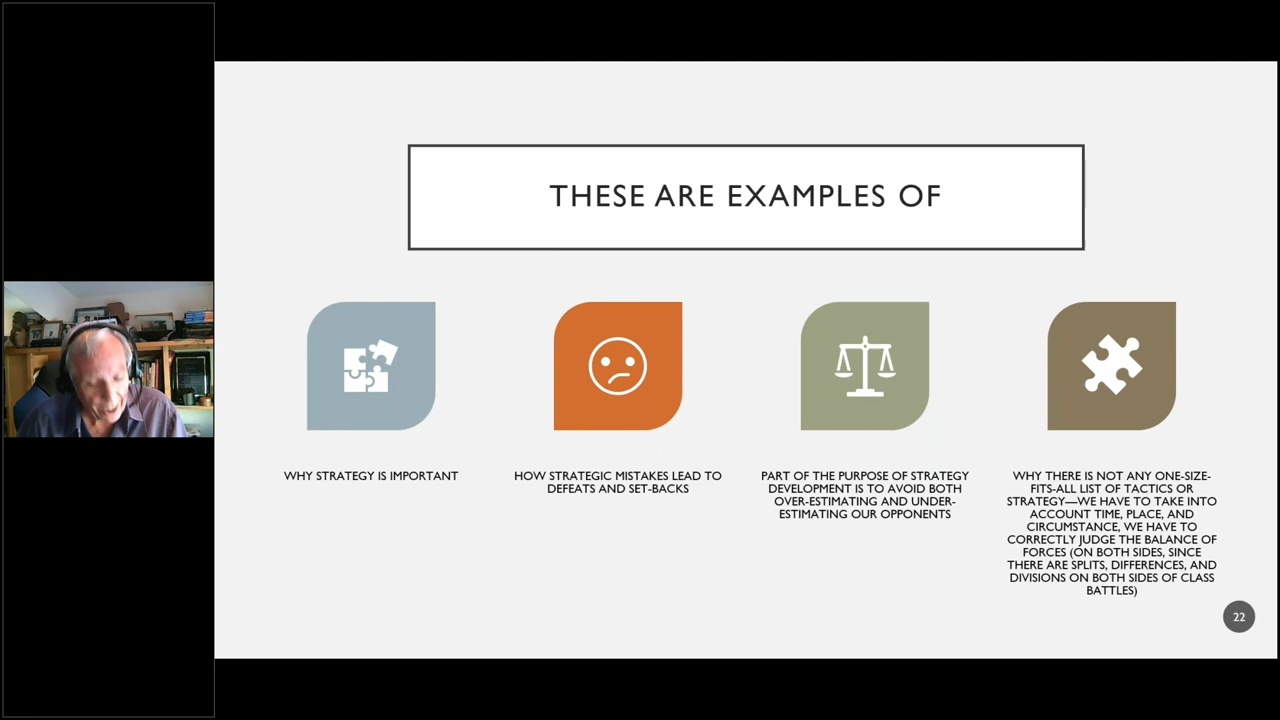 THESE ARE EXAMPLES OF
WHY STRATEGY IS IMPORTANT
HOW STRATEGIC MISTAKES LEAD TO
DEFEATS AND SET-BACKS
PART OF THE PURPOSE OF STRATEGY
DEVELOPMENT IS TO AVOID BOTH
OVER-ESTIMATING AND UNDER-
ESTIMATING OUR OPPONENTS
WHY THERE IS NOT ANY ONE-SIZE-
FITS-ALL LIST OF TACTICS OR
STRATEGY—WE HAVE TO TAKE INTO
ACCOUNT TIME, PLACE, AND
CIRCUMSTANCE, WE HAVE TO
CORRECTLY JUDGE THE BALANCE OF
FORCES (ON BOTH SIDES, SINCE
THERE ARE SPLITS, DIFFERENCES, AND
DIVISIONS ON BOTH SIDES OF CLASS
BATTLES)
22